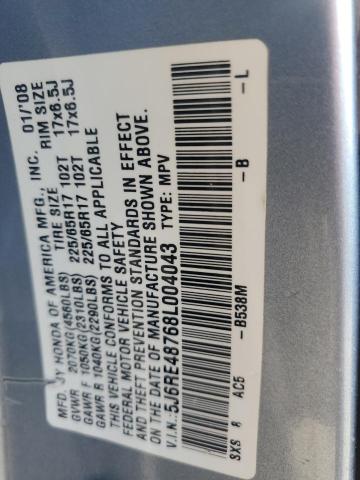 MFD. BY HONDA OF AMERICA MFG., INC. 01/'08
GVWR 2070KG(4560LBS) TIRE SIZE RIM SIZE
GAWR F 1050KG(2310LBS) 225/65R17 102T 17x6.5J
GAWR R 1040KG(2290LBS) 225/65R17 102T 17x6.5J
THIS VEHICLE CONFORMS TO ALL APPLICABLE
FEDERAL MOTOR VEHICLE SAFETY
AND THEFT PREVENTION STANDARDS IN EFFECT
ON THE DATE OF MANUFACTURE SHOWN ABOVE.
V.I.N.: 5J6RE48768L004043 TYPE: MPV
SXS 8 AC5 -B538M -B -L